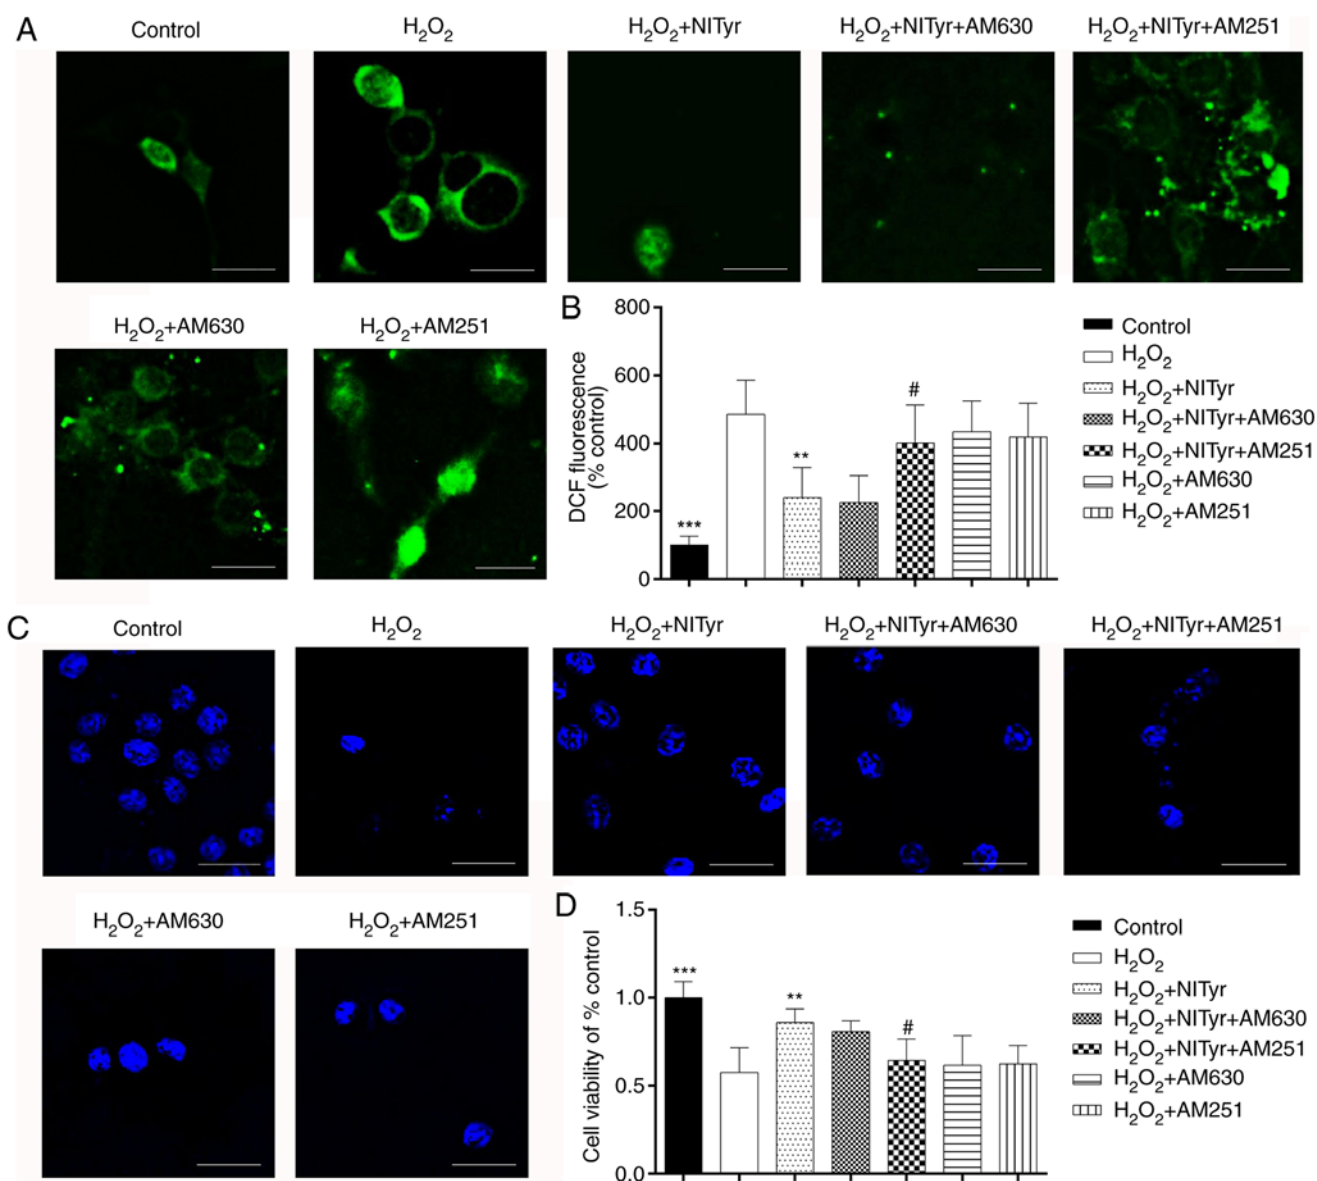 A
Control
H₂O₂
H₂O₂+NITyr
H₂O₂+NITyr+AM630
H₂O₂+NITyr+AM251
H₂O₂+AM630
H₂O₂+AM251
B
DCF fluorescence
(% control)
800
600
400
200
0
***
**
#
Control
H₂O₂
H₂O₂+NITyr
H₂O₂+NITyr+AM630
H₂O₂+NITyr+AM251
H₂O₂+AM630
H₂O₂+AM251
C
Control
H₂O₂
H₂O₂+NITyr
H₂O₂+NITyr+AM630
H₂O₂+NITyr+AM251
H₂O₂+AM630
H₂O₂+AM251
D
Cell viability of % control
1.5
1.0
0.5
0.0
***
**
#
Control
H₂O₂
H₂O₂+NITyr
H₂O₂+NITyr+AM630
H₂O₂+NITyr+AM251
H₂O₂+AM630
H₂O₂+AM251